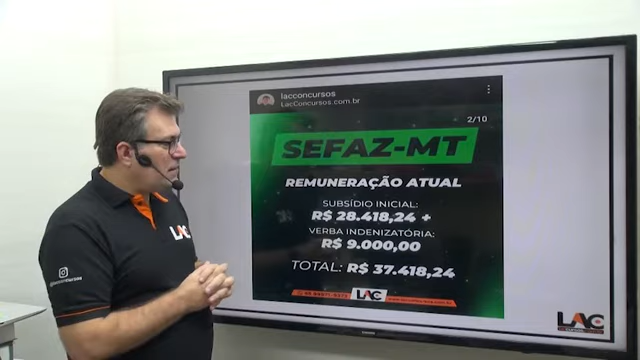 lacconcursos
LacConcursos.com.br
2/10
SEFAZ-MT
REMUNERAÇÃO ATUAL
SUBSÍDIO INICIAL:
R$ 28.418,24 +
VERBA INDENIZATÓRIA:
R$ 9.000,00
TOTAL: R$ 37.418,24
LAC
LAC
LAC